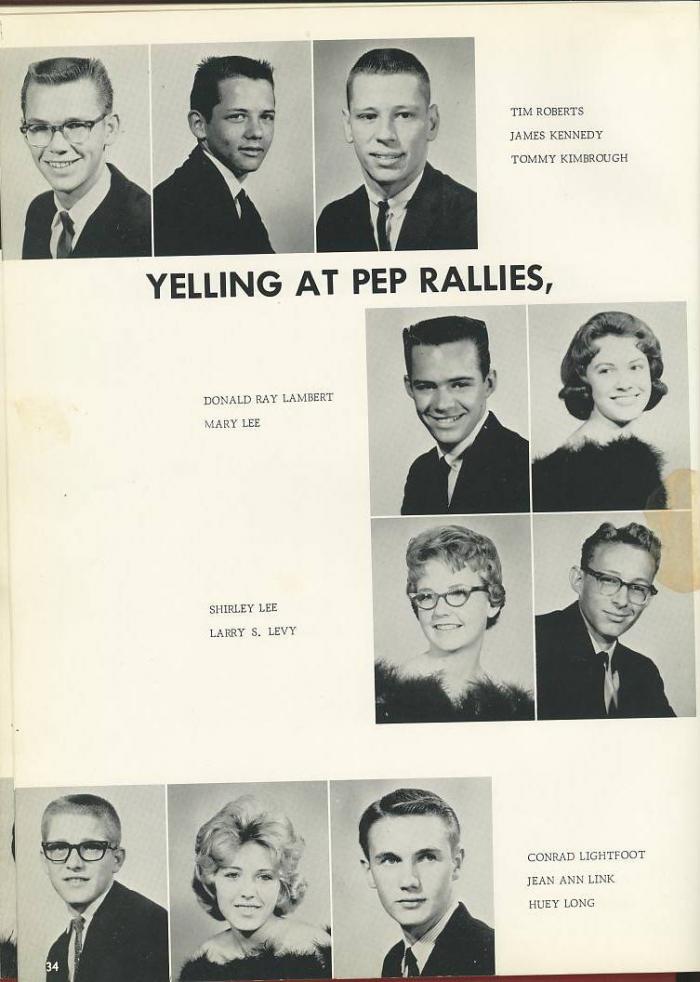 TIM ROBERTS
JAMES KENNEDY
TOMMY KIMBROUGH
YELLING AT PEP RALLIES,
DONALD RAY LAMBERT
MARY LEE
SHIRLEY LEE
LARRY S. LEVY
CONRAD LIGHTFOOT
JEAN ANN LINK
HUEY LONG
34